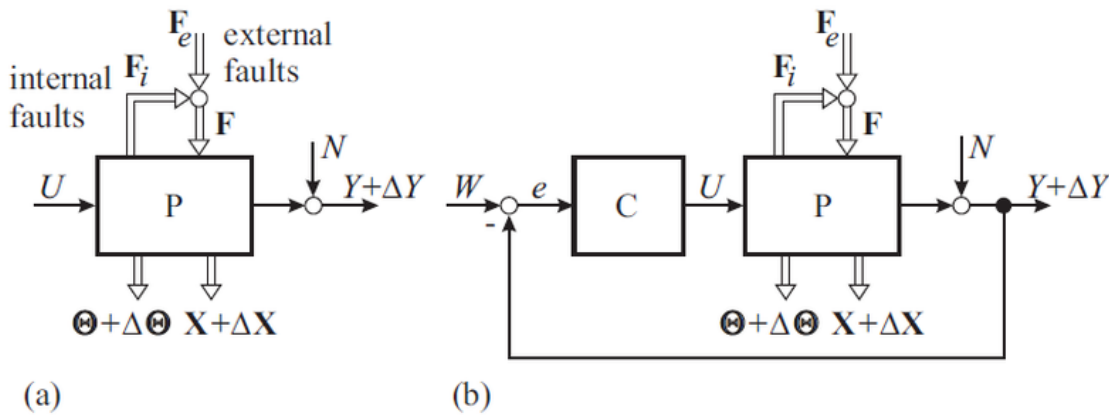 F_e external
faults
internal F_i
faults
F
N
U
P
Y+ΔY
Θ+ΔΘ X+ΔX
(a)
F_e
F_i
F
N
W
e
C
U
P
Y+ΔY
-
Θ+ΔΘ X+ΔX
(b)